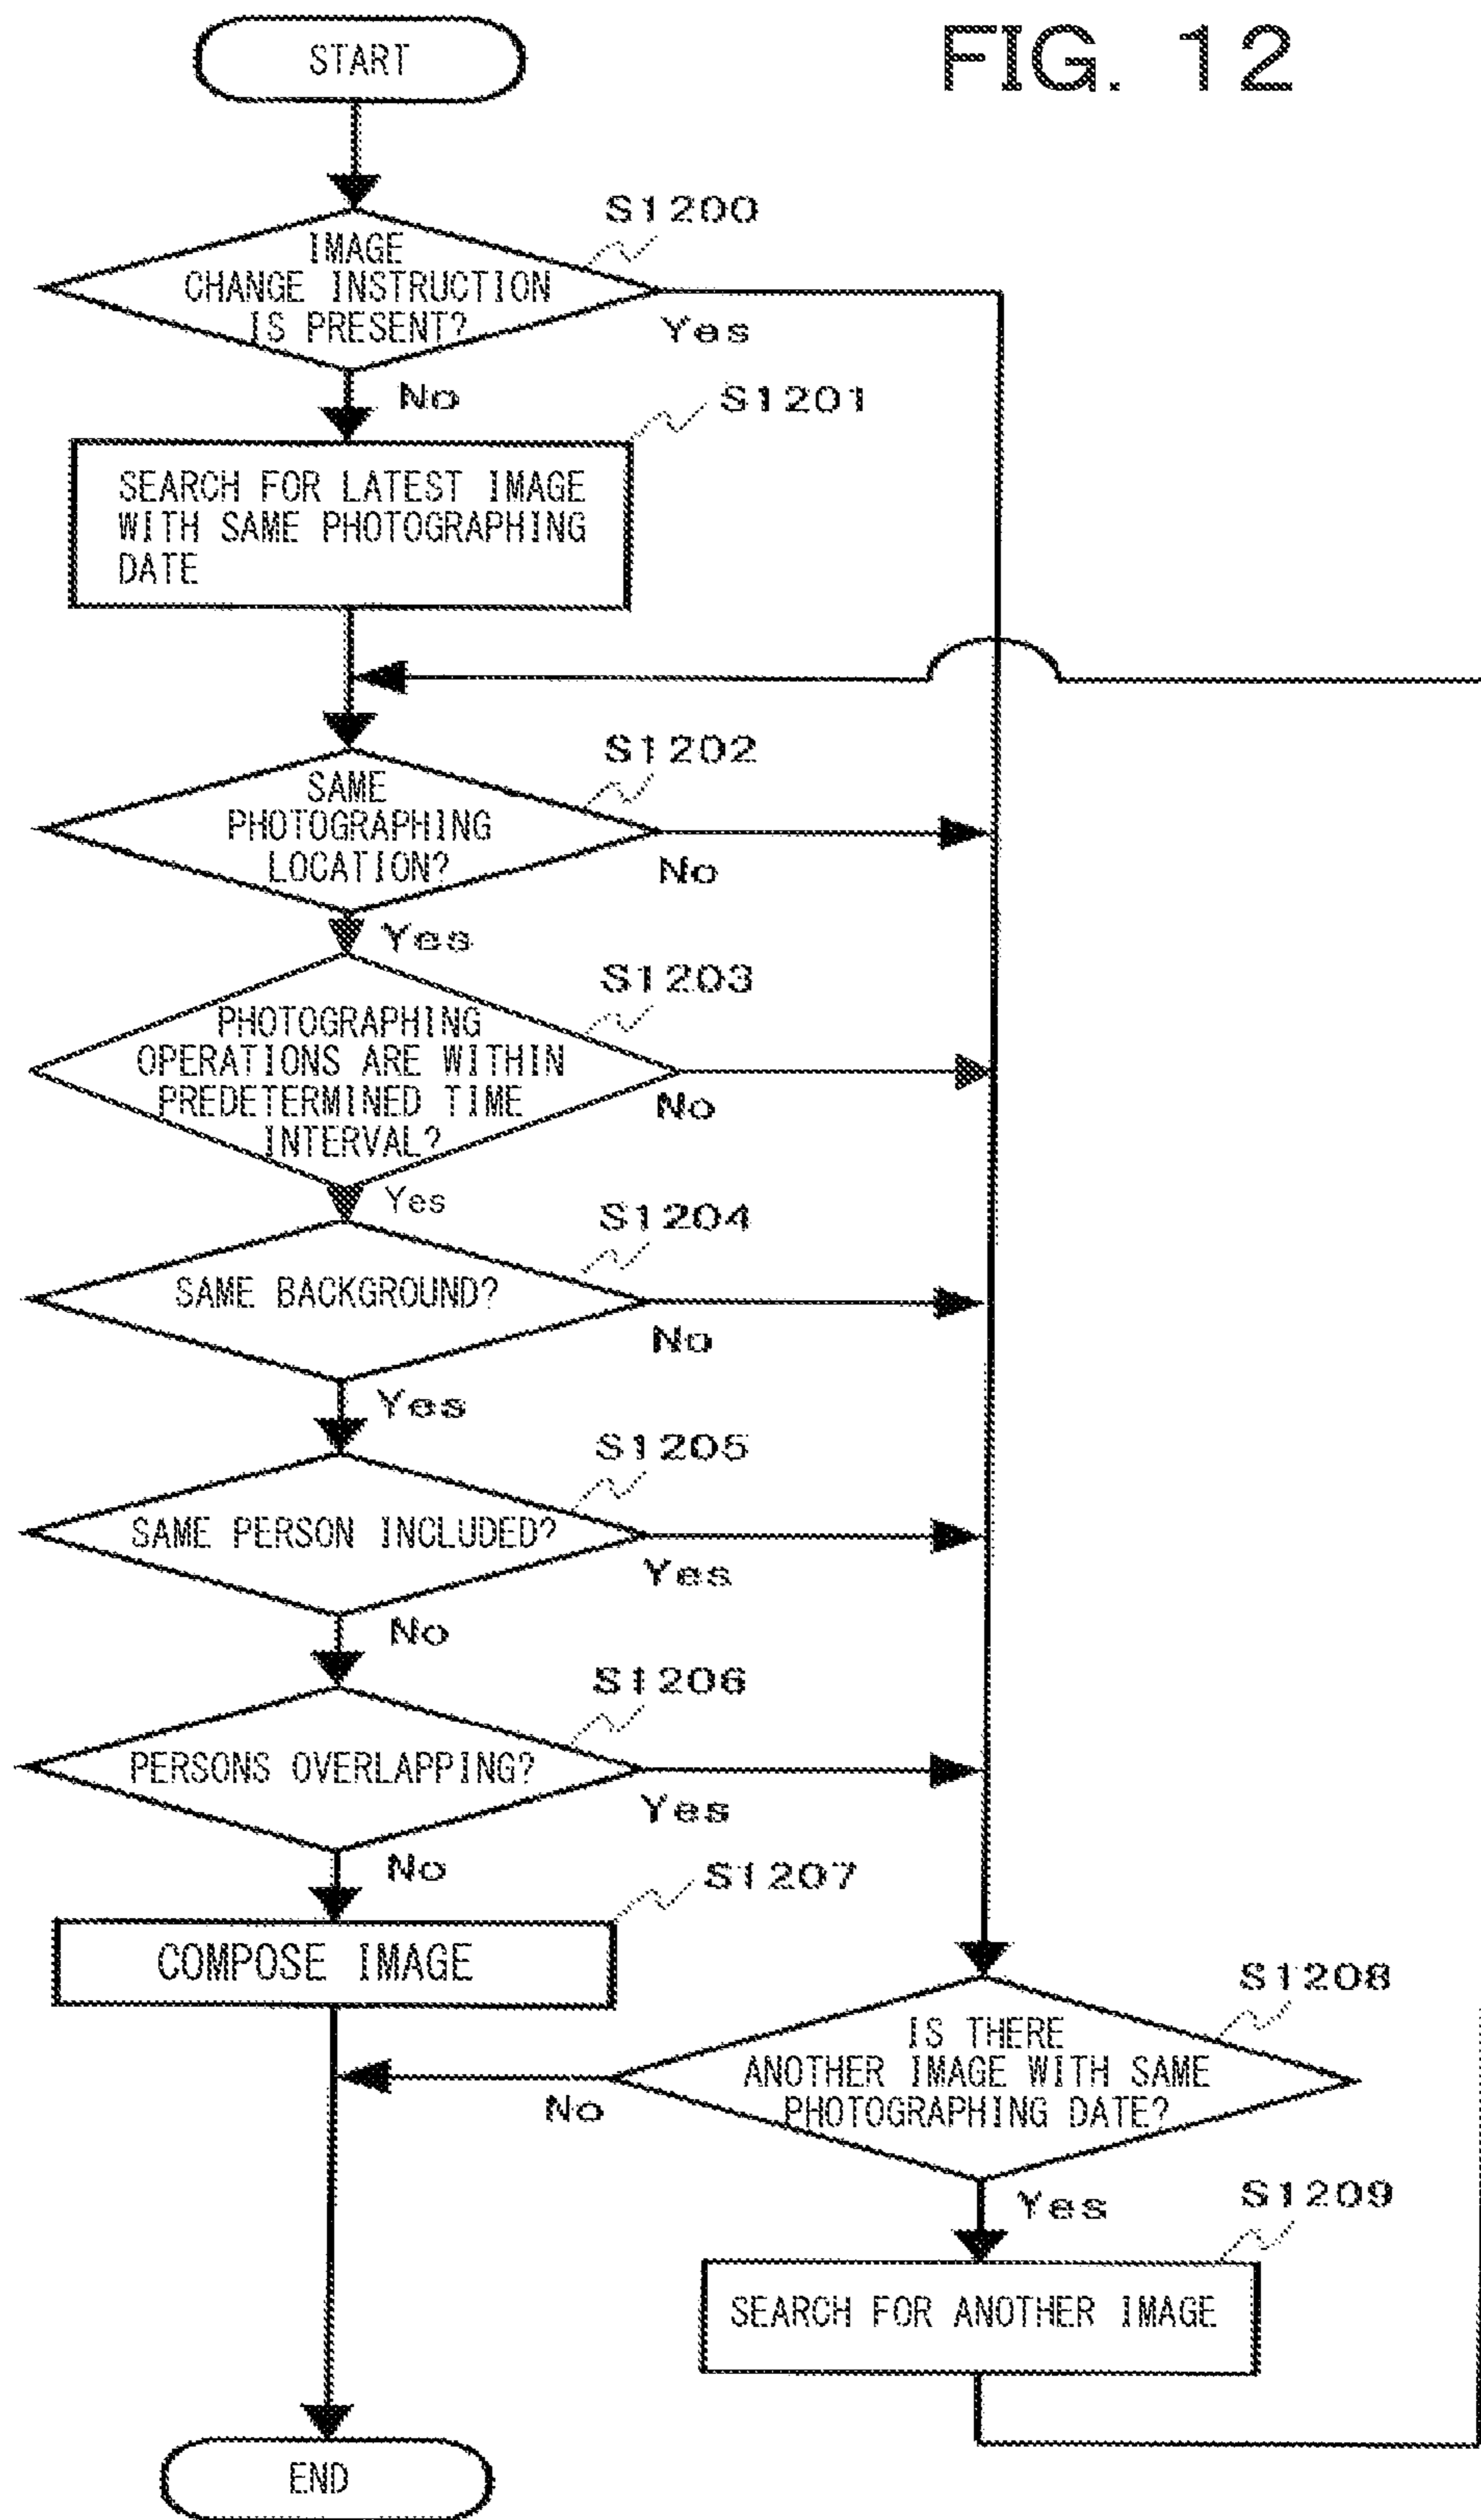 FIG. 12
START
S1200
IMAGE
CHANGE INSTRUCTION
IS PRESENT?
Yes
No
S1201
SEARCH FOR LATEST IMAGE
WITH SAME PHOTOGRAPHING
DATE
S1202
SAME
PHOTOGRAPHING
LOCATION?
No
Yes
S1203
PHOTOGRAPHING
OPERATIONS ARE WITHIN
PREDETERMINED TIME
INTERVAL?
No
Yes
S1204
SAME BACKGROUND?
No
Yes
S1205
SAME PERSON INCLUDED?
Yes
No
S1206
PERSONS OVERLAPPING?
Yes
No
S1207
COMPOSE IMAGE
S1208
IS THERE
ANOTHER IMAGE WITH SAME
PHOTOGRAPHING DATE?
No
Yes
S1209
SEARCH FOR ANOTHER IMAGE
END